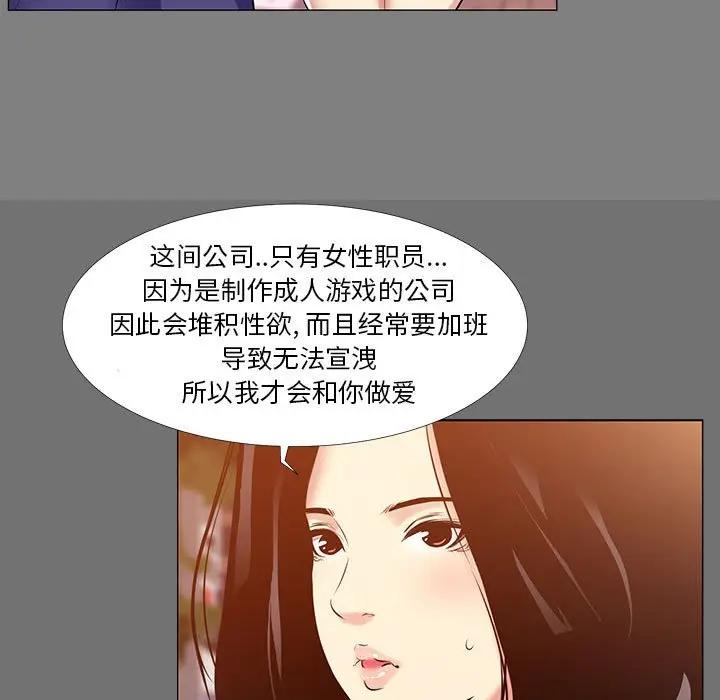 这间公司..只有女性职员...
因为是制作成人游戏的公司
因此会堆积性欲, 而且经常要加班
导致无法宣洩
所以我才会和你做爱